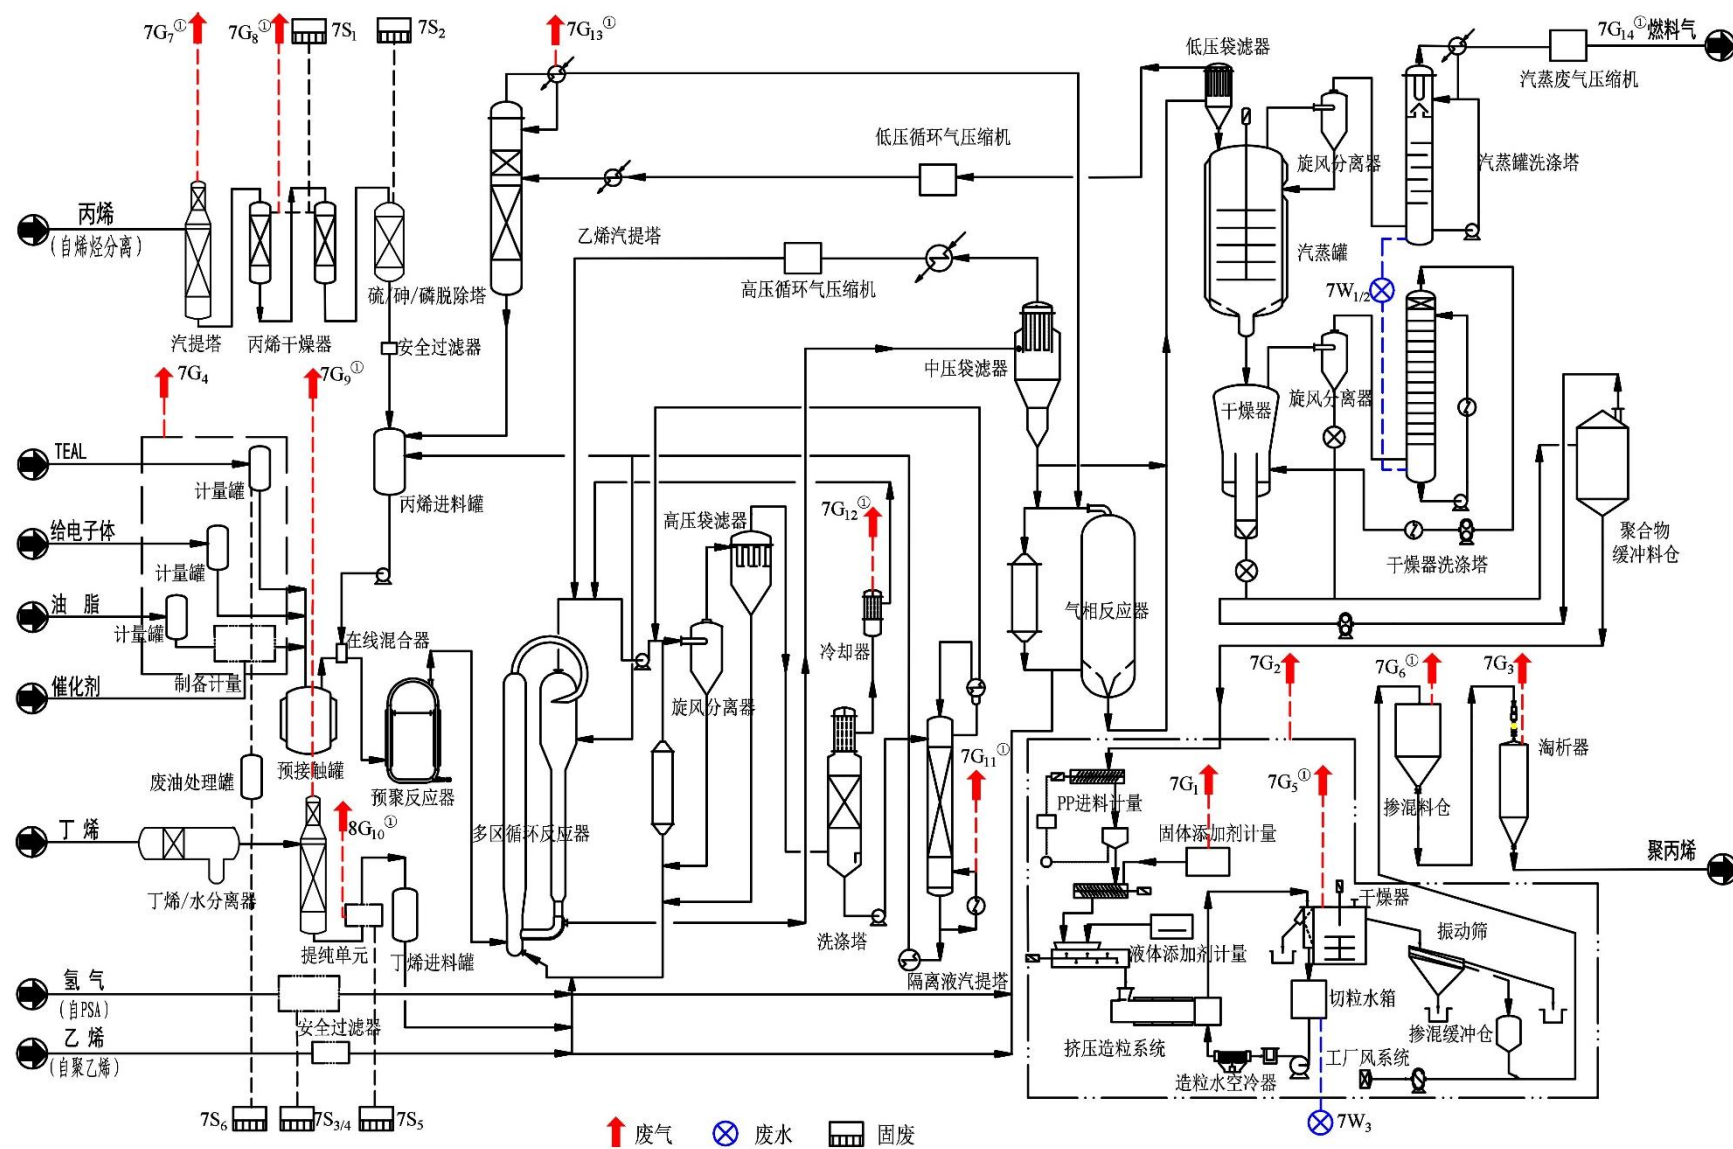 7G7①
7G8①
7S1
7S2
7G13①
低压袋滤器
7G14①燃料气
汽蒸废气压缩机
低压循环气压缩机
旋风分离器
汽蒸罐洗涤塔
丙烯
(自烯烃分离)
乙烯汽提塔
汽蒸罐
硫/砷/磷脱除塔
高压循环气压缩机
7W1/2
汽提塔
丙烯干燥器
安全过滤器
中压袋滤器
7G4
7G9①
干燥器
旋风分离器
TEAL
计量罐
丙烯进料罐
高压袋滤器
7G12①
聚合物
缓冲料仓
给电子体
计量罐
干燥器洗涤塔
油 脂
计量罐
气相反应器
在线混合器
冷却器
催化剂
制备计量
7G2
7G6①
7G3
旋风分离器
预接触罐
7G11①
淘析器
废油处理罐
预聚反应器
PP进料计量
7G1
7G5①
掺混料仓
丁烯
8G10①
多区循环反应器
固体添加剂计量
聚丙烯
丁烯/水分离器
干燥器
提纯单元
丁烯进料罐
洗涤塔
液体添加剂计量
振动筛
氢气
(自PSA)
隔离液汽提塔
切粒水箱
安全过滤器
掺混缓冲仓
乙烯
(自聚乙烯)
挤压造粒系统
工厂风系统
造粒水空冷器
7S6
7S3/4
7S5
7W3
废气
废水
固废